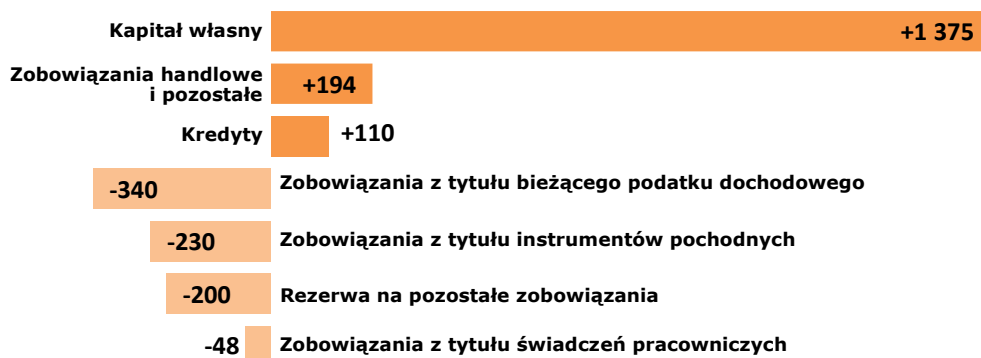 Kapitał własny
+1 375
Zobowiązania handlowe
i pozostałe
+194
Kredyty
+110
-340
Zobowiązania z tytułu bieżącego podatku dochodowego
-230
Zobowiązania z tytułu instrumentów pochodnych
-200
Rezerwa na pozostałe zobowiązania
-48
Zobowiązania z tytułu świadczeń pracowniczych